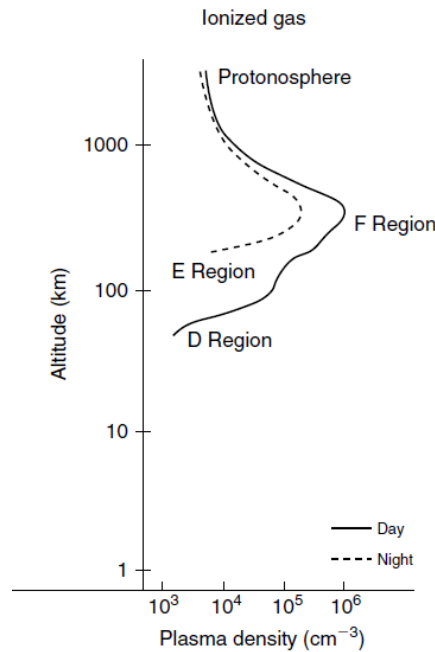 Ionized gas
Protonosphere
1000
F Region
E Region
100
D Region
Altitude (km)
10
Day
Night
1
10³ 10⁴ 10⁵ 10⁶
Plasma density (cm⁻³)